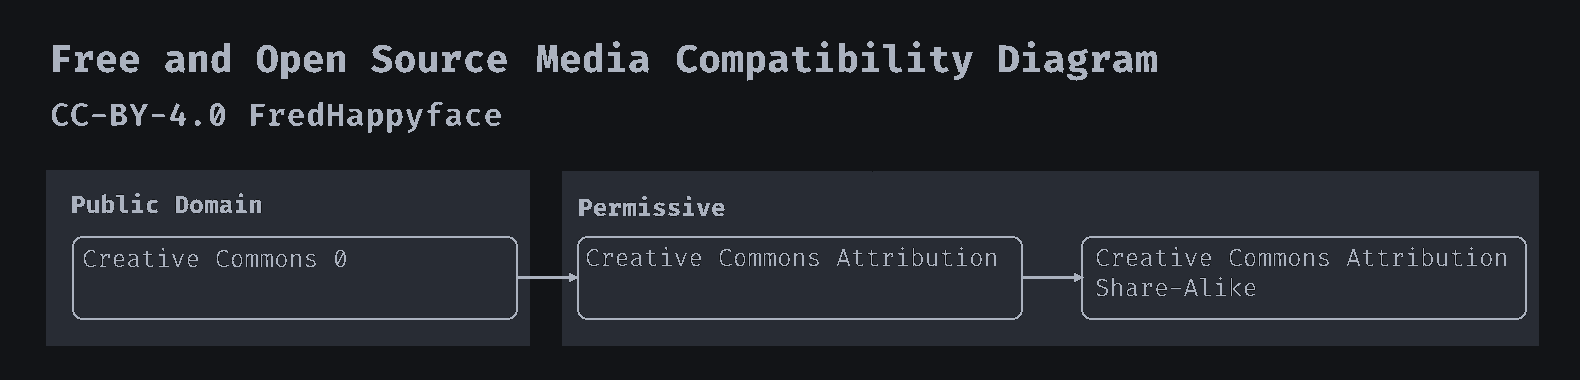 Free and Open Source Media Compatibility Diagram
CC-BY-4.0 FredHappyface
Public Domain
Creative Commons 0
Permissive
Creative Commons Attribution
Creative Commons Attribution
Share-Alike